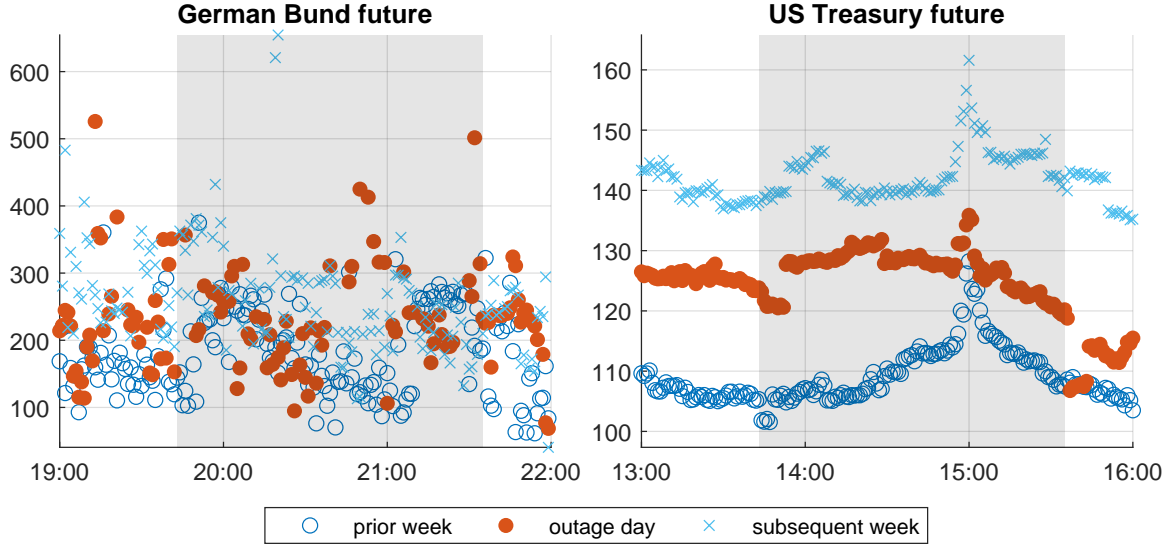 German Bund future
600
500
400
300
200
100
19:00 20:00 21:00 22:00
US Treasury future
160
150
140
130
120
110
100
13:00 14:00 15:00 16:00
prior week outage day subsequent week